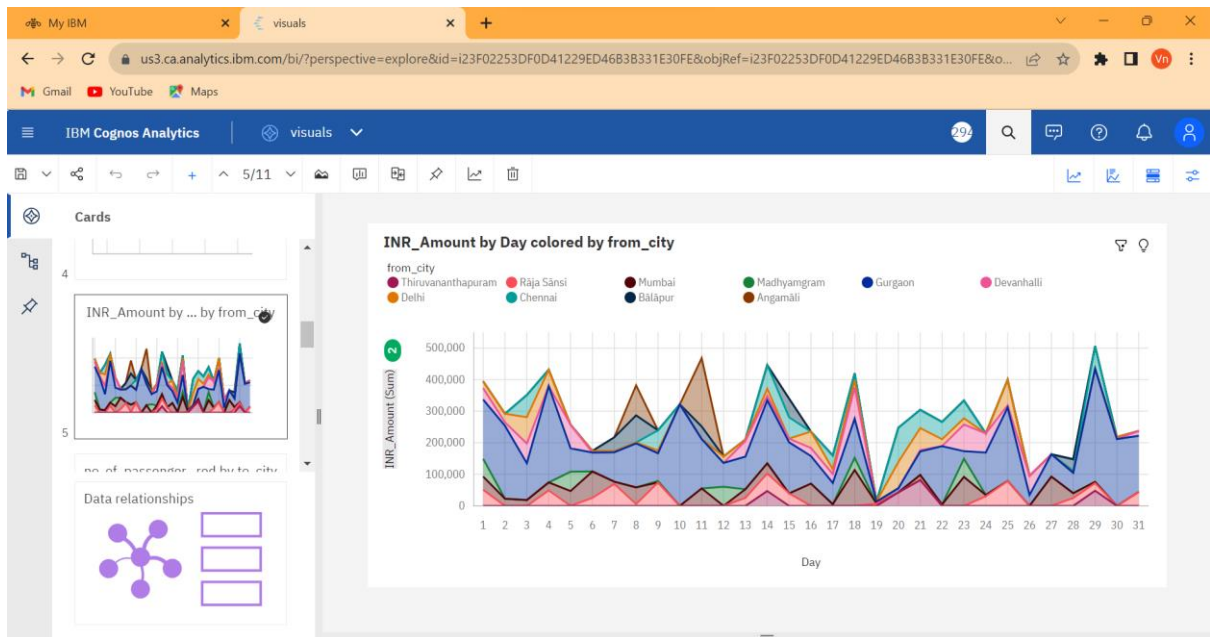 My IBM
visuals
us3.ca.analytics.ibm.com/bi/?perspective=explore&id=i23F02253DF0D41229ED46B3B331E30FE&objRef=i23F02253DF0D41229ED46B3B331E30FE&o...
Vn
Gmail
YouTube
Maps
IBM Cognos Analytics
visuals
294
5/11
Cards
4
INR_Amount by ... by from_city
5
Data relationships
INR_Amount by Day colored by from_city
from_city
Thiruvananthapuram
Rāja Sānsi
Mumbai
Madhyamgram
Gurgaon
Devanhalli
Delhi
Chennai
Bālāpur
Angamāli
2
INR_Amount (Sum)
500,000
400,000
300,000
200,000
100,000
0
1 2 3 4 5 6 7 8 9 10 11 12 13 14 15 16 17 18 19 20 21 22 23 24 25 26 27 28 29 30 31
Day